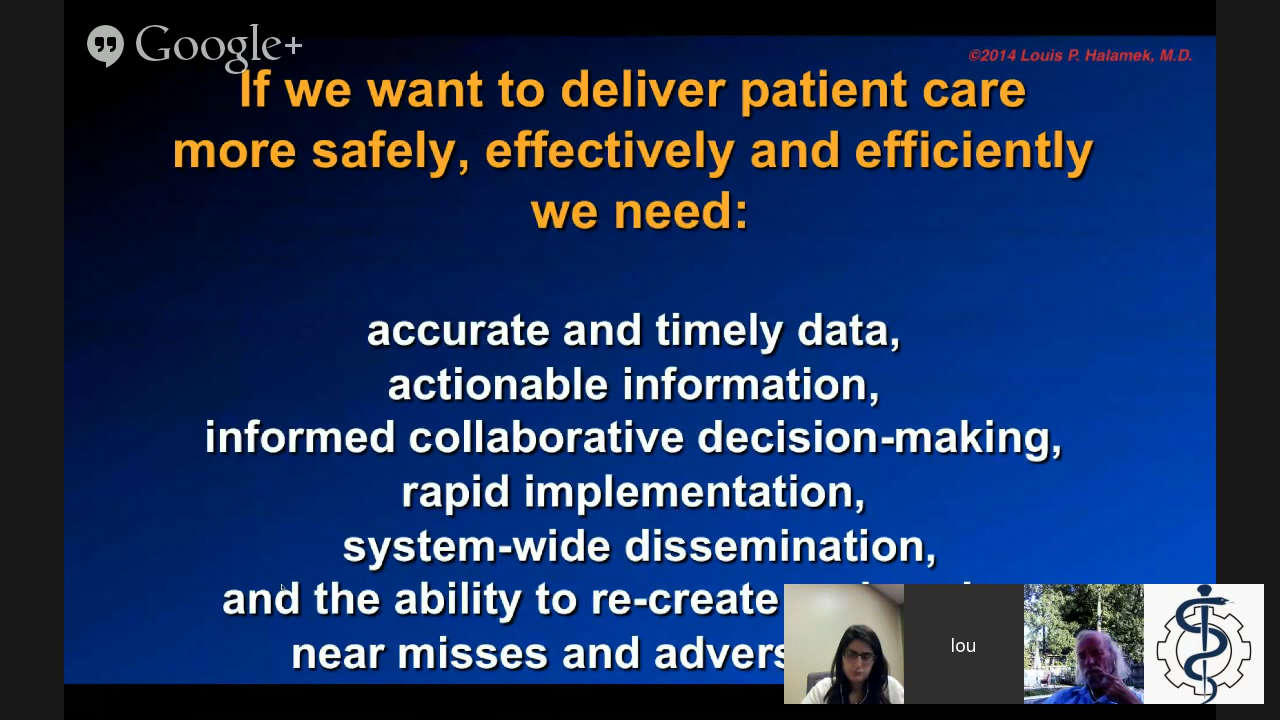 Google+
©2014 Louis P. Halamek, M.D.
If we want to deliver patient care
more safely, effectively and efficiently
we need:
accurate and timely data,
actionable information,
informed collaborative decision-making,
rapid implementation,
system-wide dissemination,
and the ability to re-create
near misses and advers
lou